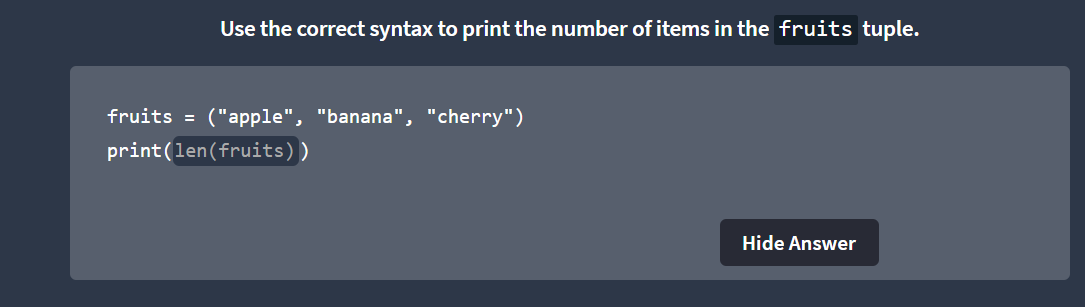 Use the correct syntax to print the number of items in the fruits tuple.
fruits = ("apple", "banana", "cherry")
print(len(fruits))
Hide Answer